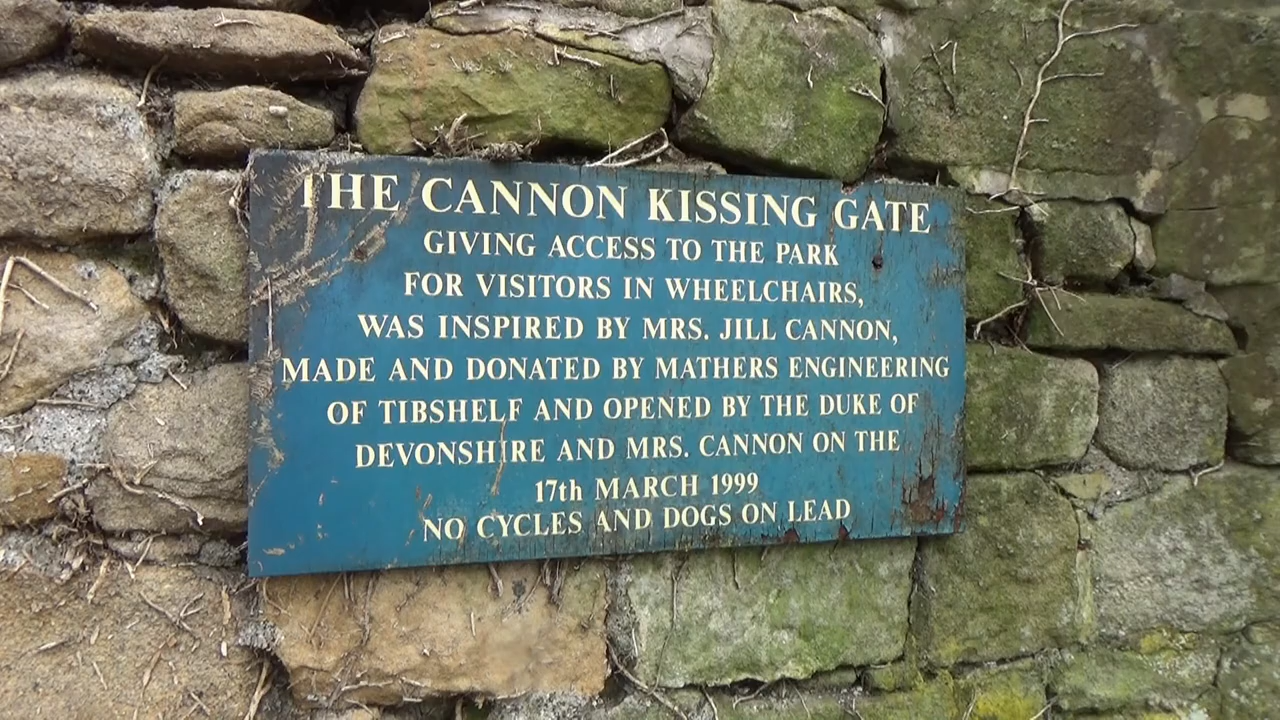 THE CANNON KISSING GATE
GIVING ACCESS TO THE PARK
FOR VISITORS IN WHEELCHAIRS,
WAS INSPIRED BY MRS. JILL CANNON,
MADE AND DONATED BY MATHERS ENGINEERING
OF TIBSHELF AND OPENED BY THE DUKE OF
DEVONSHIRE AND MRS. CANNON ON THE
17th MARCH 1999
NO CYCLES AND DOGS ON LEAD